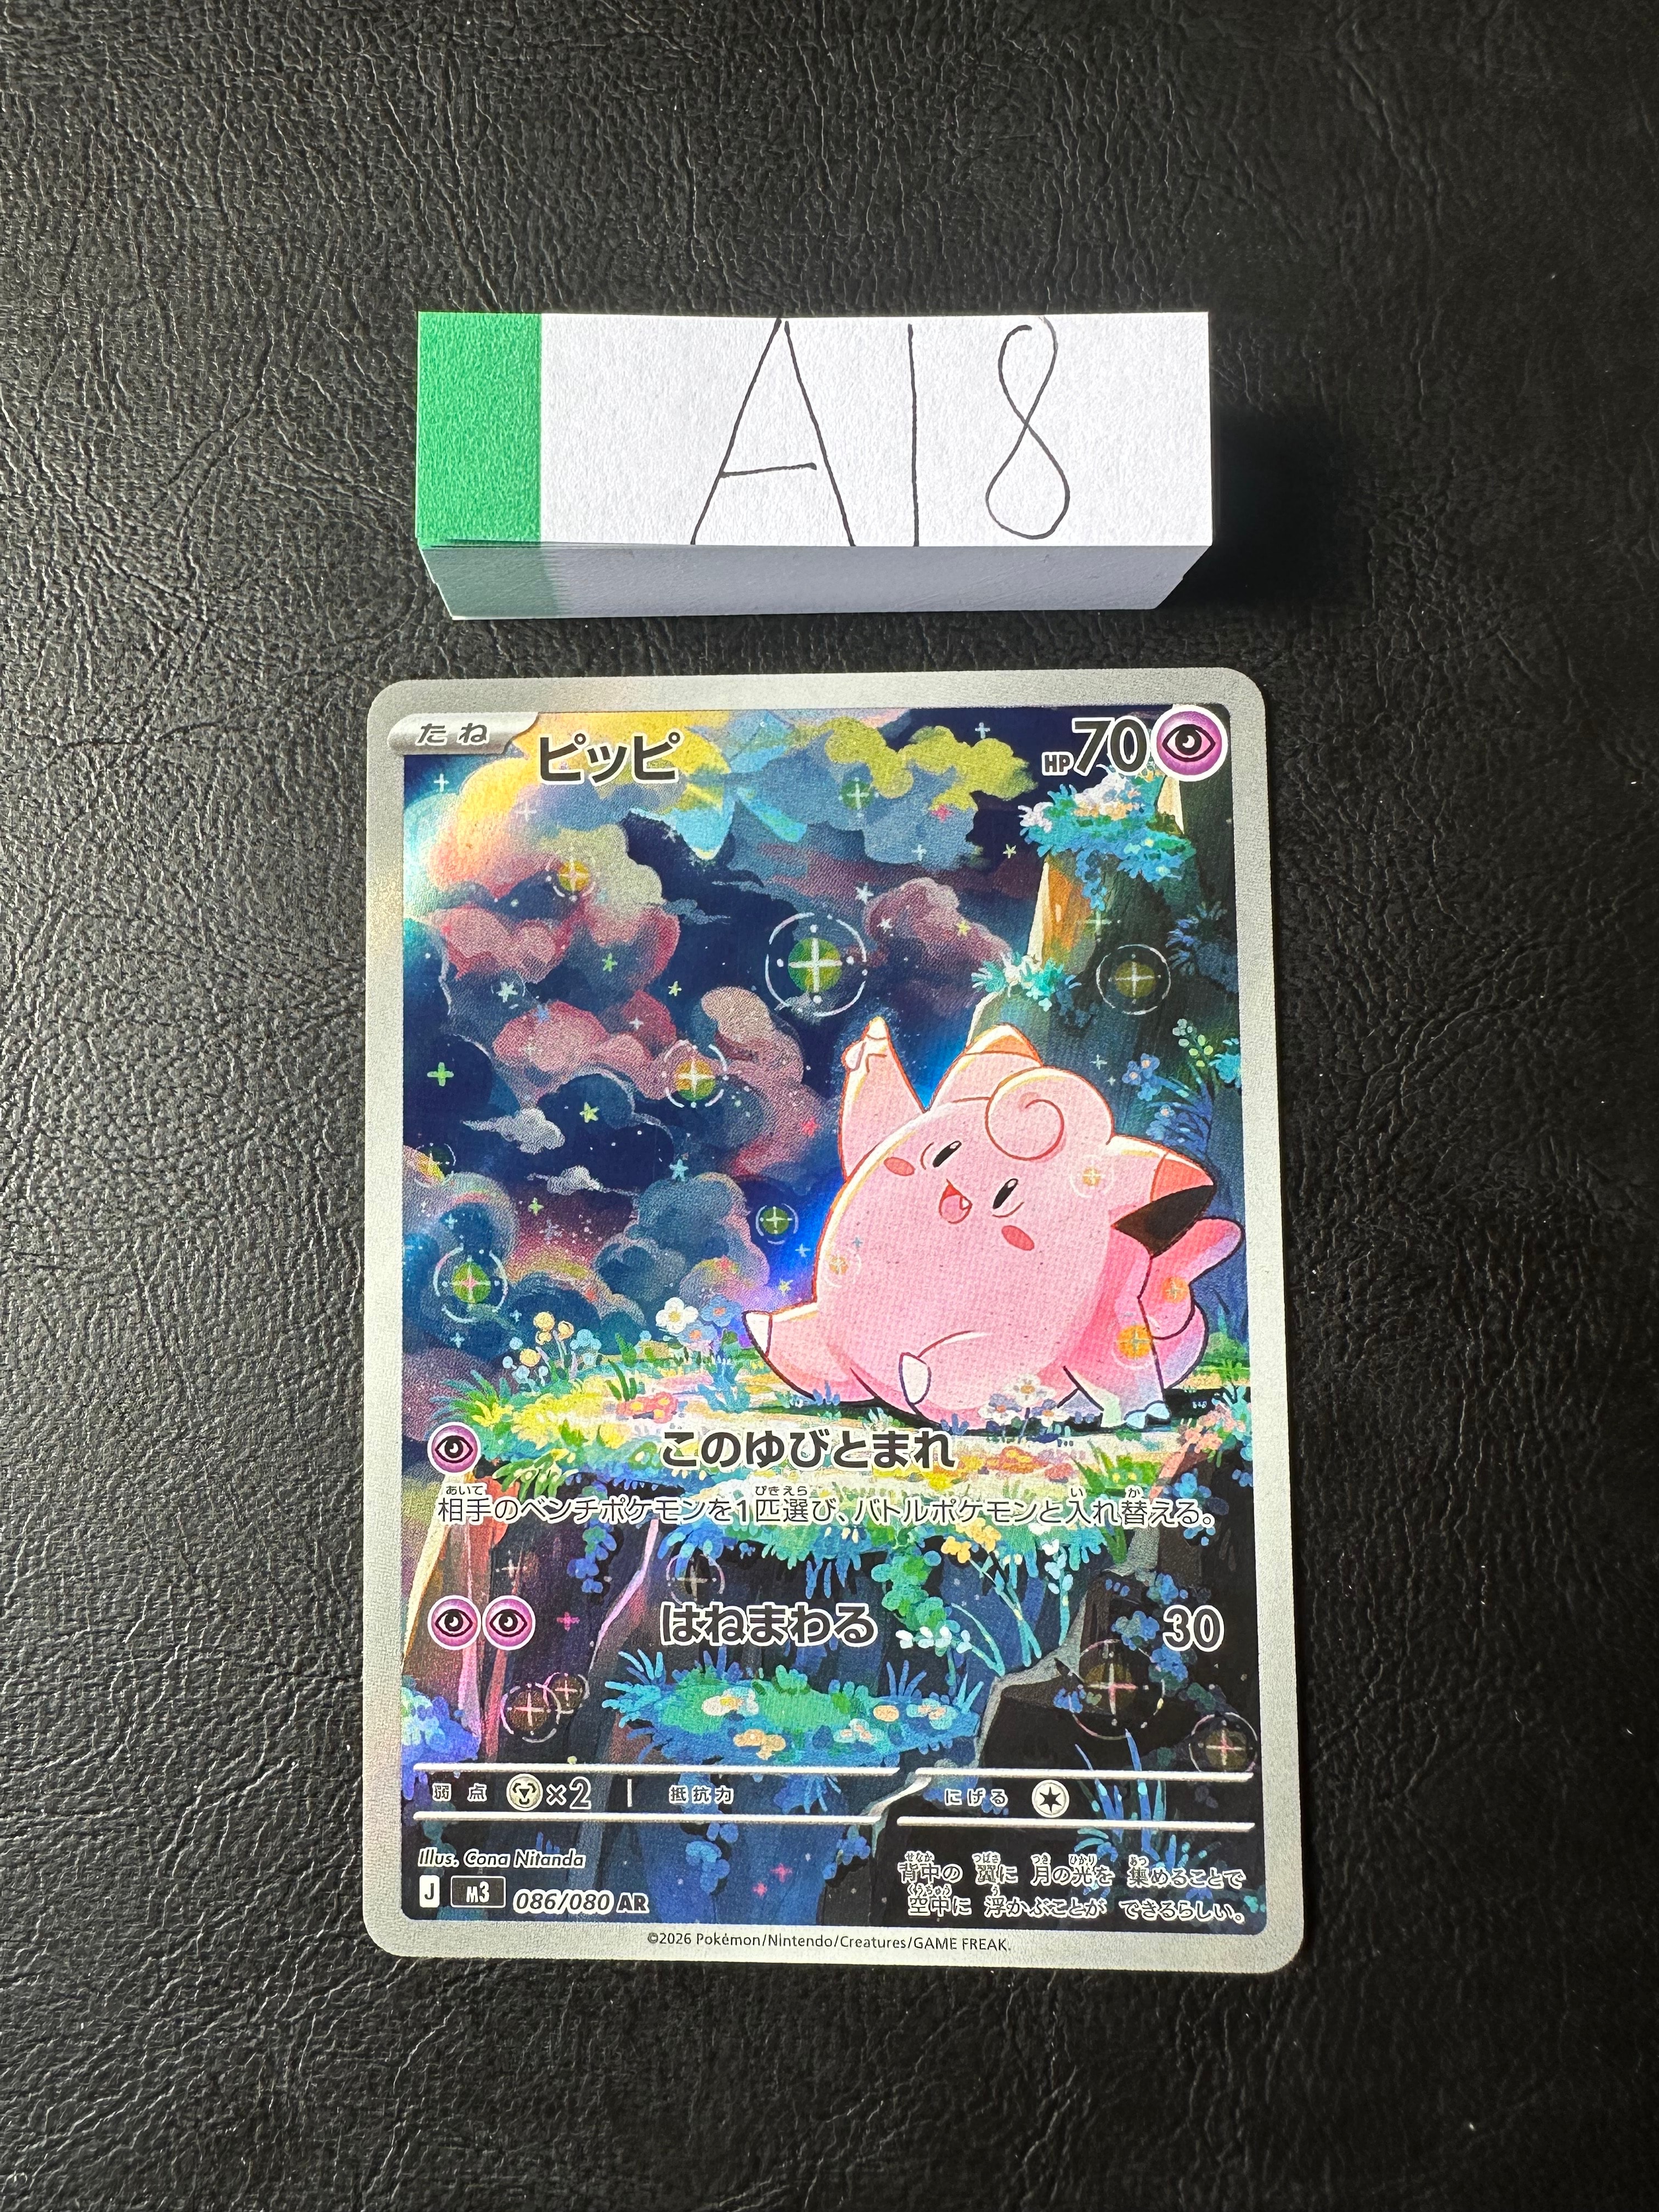 A18
たね ピッピ HP70
このゆびとまれ
相手のベンチポケモンを1匹選び、バトルポケモンと入れ替える。
はねまわる 30
弱点 ×2 抵抗力 にげる
Illus. Cona Nitanda
J m3 086/080 AR
背中の 翼に 月の光を 集めることで
空中に 浮かぶことが できるらしい。
©2026 Pokémon/Nintendo/Creatures/GAME FREAK.